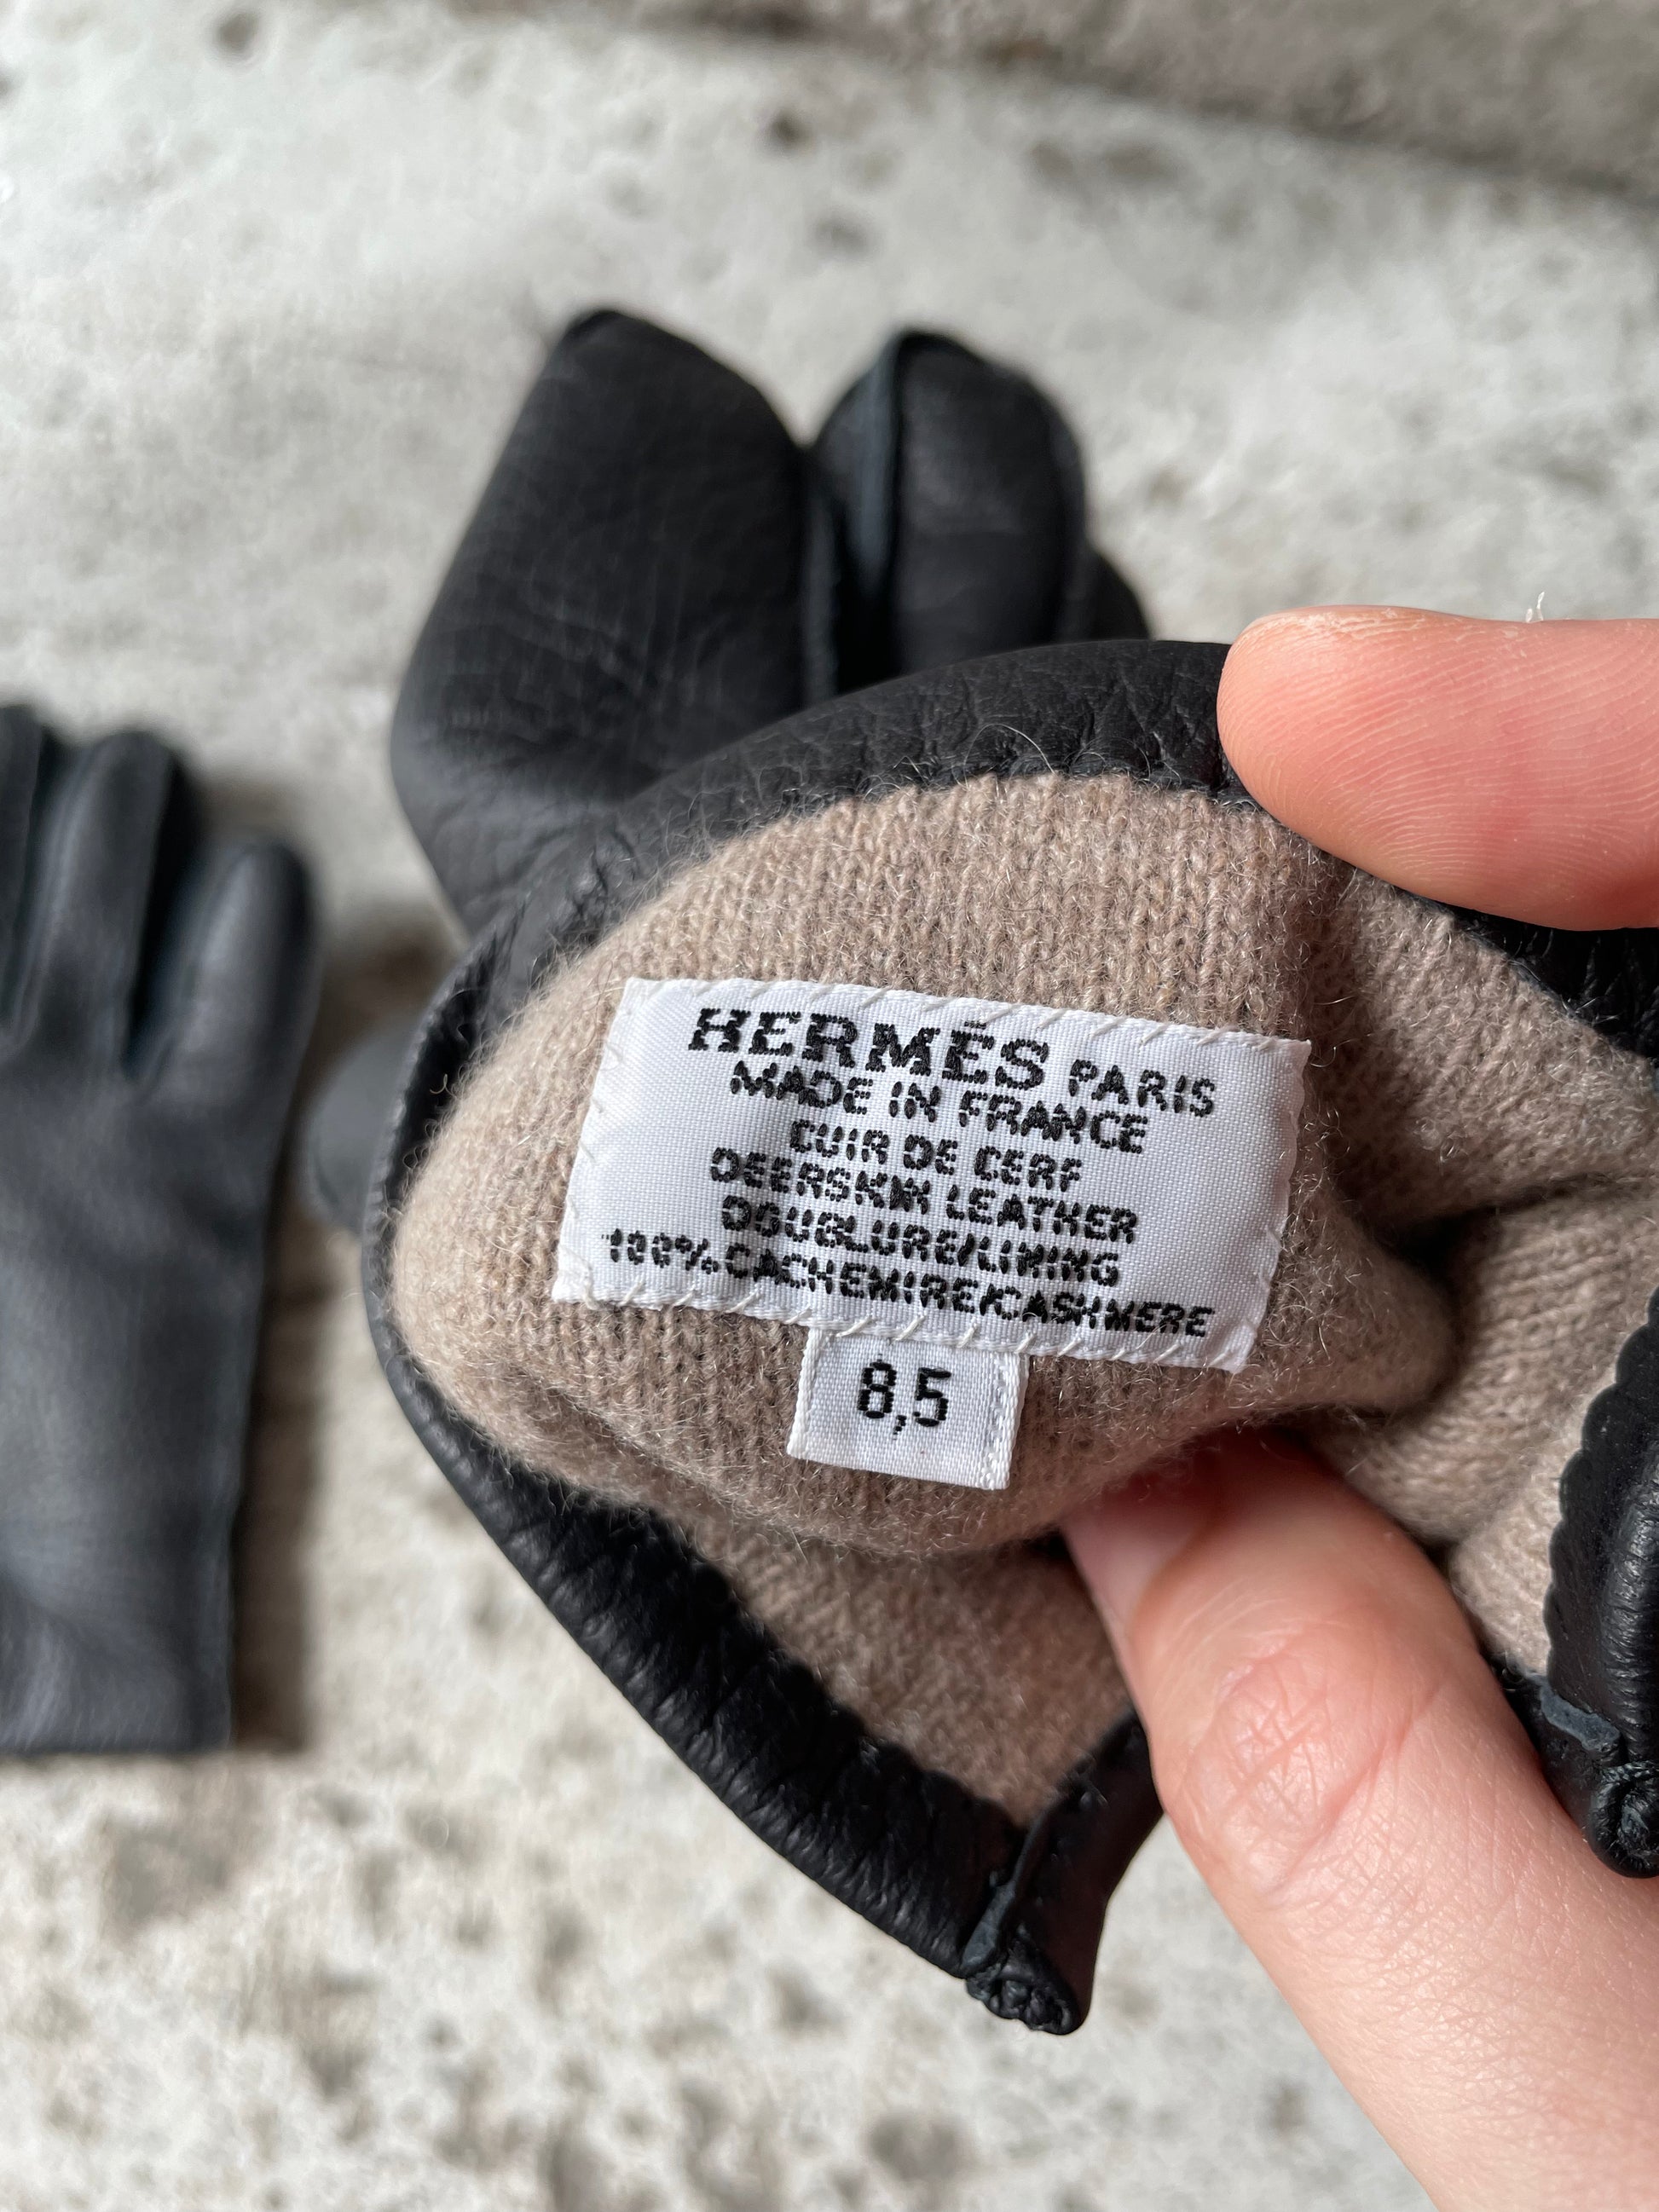 HERMÈS PARIS
MADE IN FRANCE
CUIR DE CERF
DEERSKIN LEATHER
DOUBLURE/LINING
100% CACHEMIRE/CASHMERE
8,5